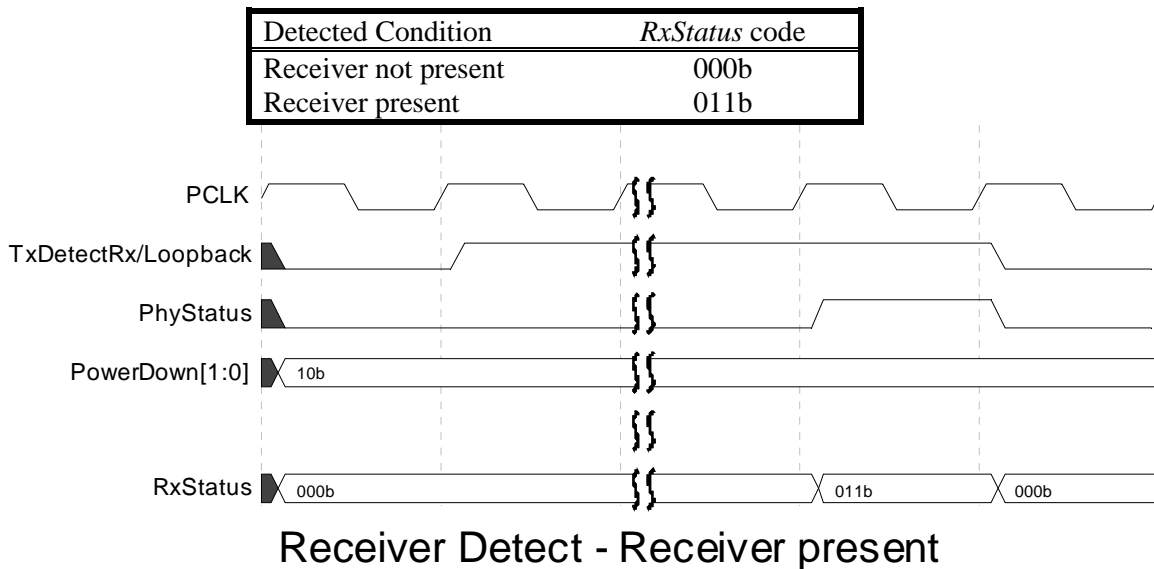 Detected Condition RxStatus code
Receiver not present 000b
Receiver present 011b
PCLK
TxDetectRx/Loopback
PhyStatus
PowerDown[1:0] 10b
RxStatus 000b 011b 000b
Receiver Detect - Receiver present